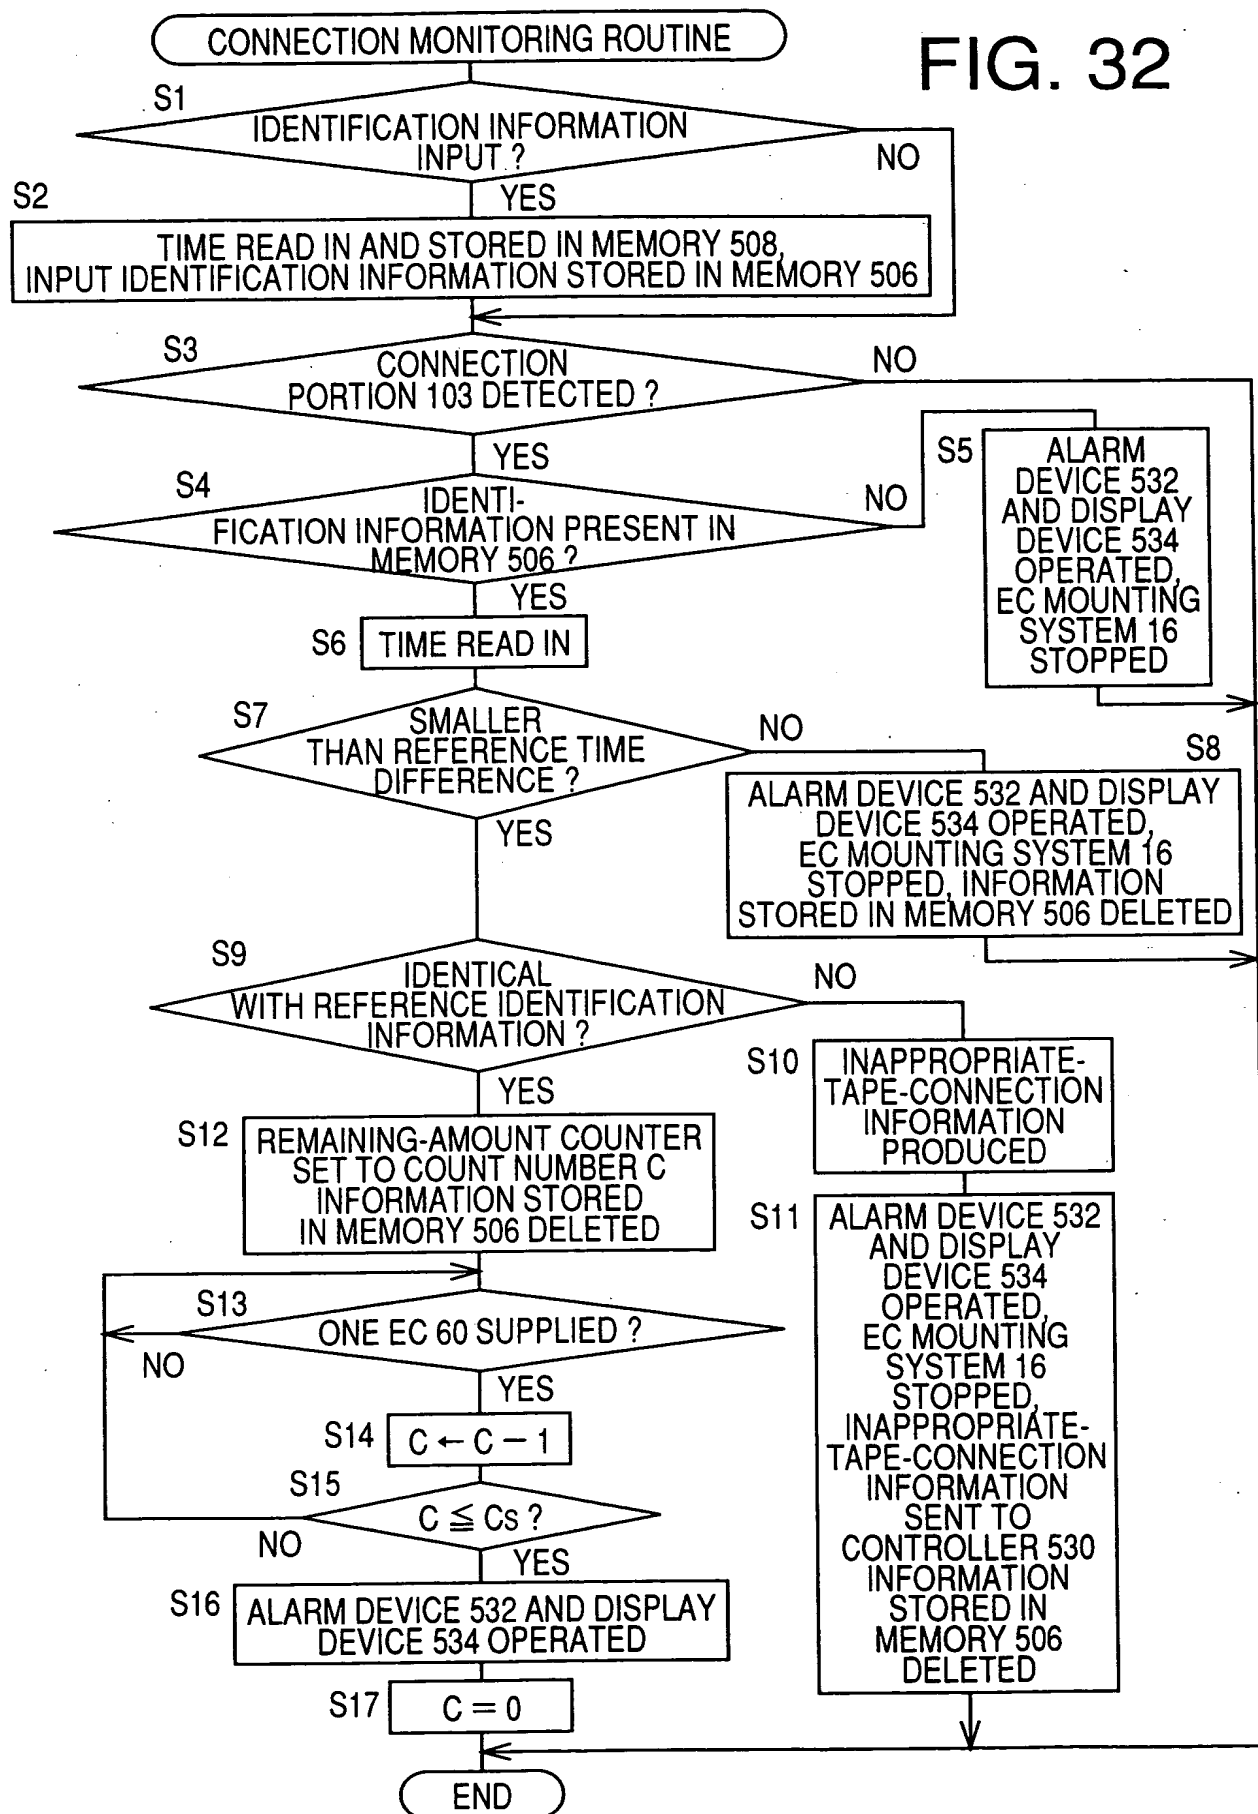 CONNECTION MONITORING ROUTINE
FIG. 32
S1
IDENTIFICATION INFORMATION
INPUT ?
NO
YES
S2
TIME READ IN AND STORED IN MEMORY 508,
INPUT IDENTIFICATION INFORMATION STORED IN MEMORY 506
S3
CONNECTION
PORTION 103 DETECTED ?
NO
YES
S4
IDENTI-
FICATION INFORMATION PRESENT IN
MEMORY 506 ?
NO
YES
S5
ALARM
DEVICE 532
AND DISPLAY
DEVICE 534
OPERATED,
EC MOUNTING
SYSTEM 16
STOPPED
S6
TIME READ IN
S7
SMALLER
THAN REFERENCE TIME
DIFFERENCE ?
NO
YES
S8
ALARM DEVICE 532 AND DISPLAY
DEVICE 534 OPERATED,
EC MOUNTING SYSTEM 16
STOPPED, INFORMATION
STORED IN MEMORY 506 DELETED
S9
IDENTICAL
WITH REFERENCE IDENTIFICATION
INFORMATION ?
NO
YES
S10
INAPPROPRIATE-
TAPE-CONNECTION
INFORMATION
PRODUCED
S11
ALARM DEVICE 532
AND DISPLAY
DEVICE 534
OPERATED,
EC MOUNTING
SYSTEM 16
STOPPED,
INAPPROPRIATE-
TAPE-CONNECTION
INFORMATION
SENT TO
CONTROLLER 530
INFORMATION
STORED IN
MEMORY 506
DELETED
S12
REMAINING-AMOUNT COUNTER
SET TO COUNT NUMBER C
INFORMATION STORED
IN MEMORY 506 DELETED
S13
ONE EC 60 SUPPLIED ?
NO
YES
S14
C ← C − 1
S15
C ≦ Cs ?
NO
YES
S16
ALARM DEVICE 532 AND DISPLAY
DEVICE 534 OPERATED
S17
C = 0
END